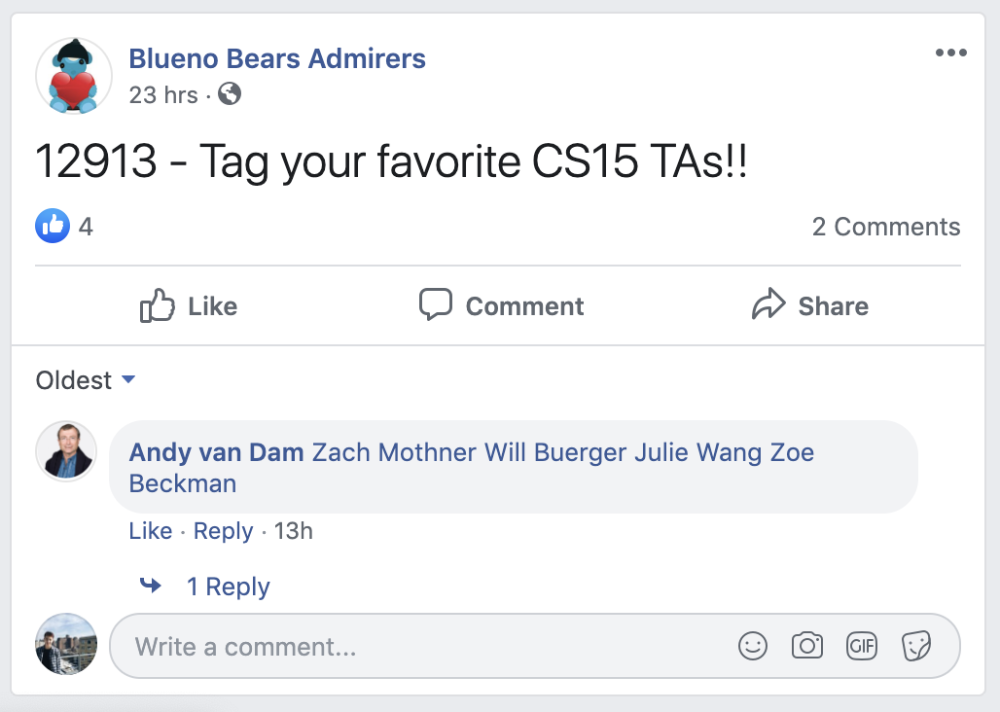 Blueno Bears Admirers
23 hrs ·
12913 - Tag your favorite CS15 TAs!!
4
2 Comments
Like
Comment
Share
Oldest
Andy van Dam Zach Mothner Will Buerger Julie Wang Zoe
Beckman
Like · Reply · 13h
1 Reply
Write a comment...
GIF